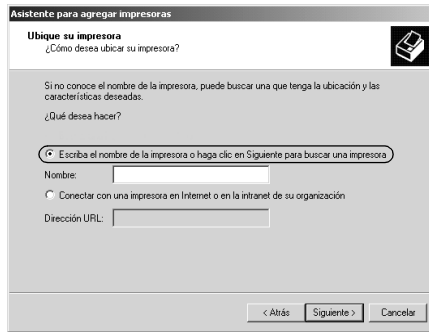 Asistente para agregar impresoras
Ubique su impresora
¿Cómo desea ubicar su impresora?
Si no conoce el nombre de la impresora, puede buscar una que tenga la ubicación y las
características deseadas.
¿Qué desea hacer?
Escriba el nombre de la impresora o haga clic en Siguiente para buscar una impresora
Nombre:
Conectar con una impresora en Internet o en la intranet de su organización
Dirección URL:
< Atrás Siguiente > Cancelar